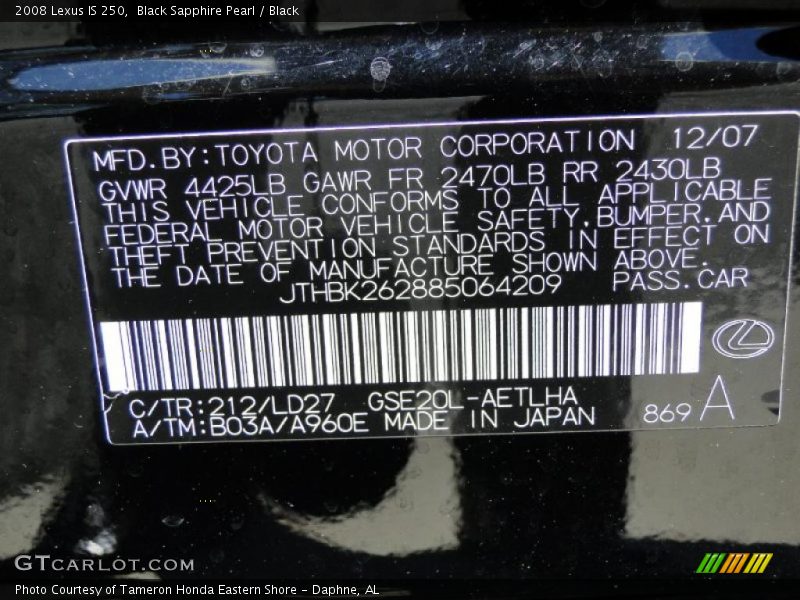 2008 Lexus IS 250,  Black Sapphire Pearl / Black
MFD.BY:TOYOTA MOTOR CORPORATION 12/07
GVWR 4425LB GAWR FR 2470LB RR 2430LB
THIS VEHICLE CONFORMS TO ALL APPLICABLE
FEDERAL MOTOR VEHICLE SAFETY,BUMPER,AND
THEFT PREVENTION STANDARDS IN EFFECT ON
THE DATE OF MANUFACTURE SHOWN ABOVE.
JTHBK262885064209 PASS.CAR
C/TR:212/LD27 GSE20L-AETLHA
A/TM:B03A/A960E MADE IN JAPAN 869 A
GTCARLOT.COM
Photo Courtesy of Tameron Honda Eastern Shore - Daphne, AL